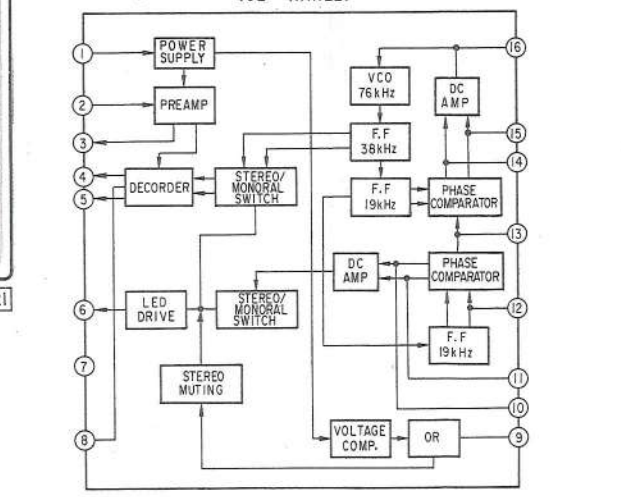 1
POWER
SUPPLY
16
VCO
76kHz
DC
AMP
2
PREAMP
3
F.F
38kHz
15
14
4
5
DECORDER
STEREO/
MONORAL
SWITCH
F.F
19kHz
PHASE
COMPARATOR
13
DC
AMP
PHASE
COMPARATOR
6
LED
DRIVE
STEREO/
MONORAL
SWITCH
12
F.F
19kHz
7
STEREO
MUTING
11
10
8
VOLTAGE
COMP.
OR
9